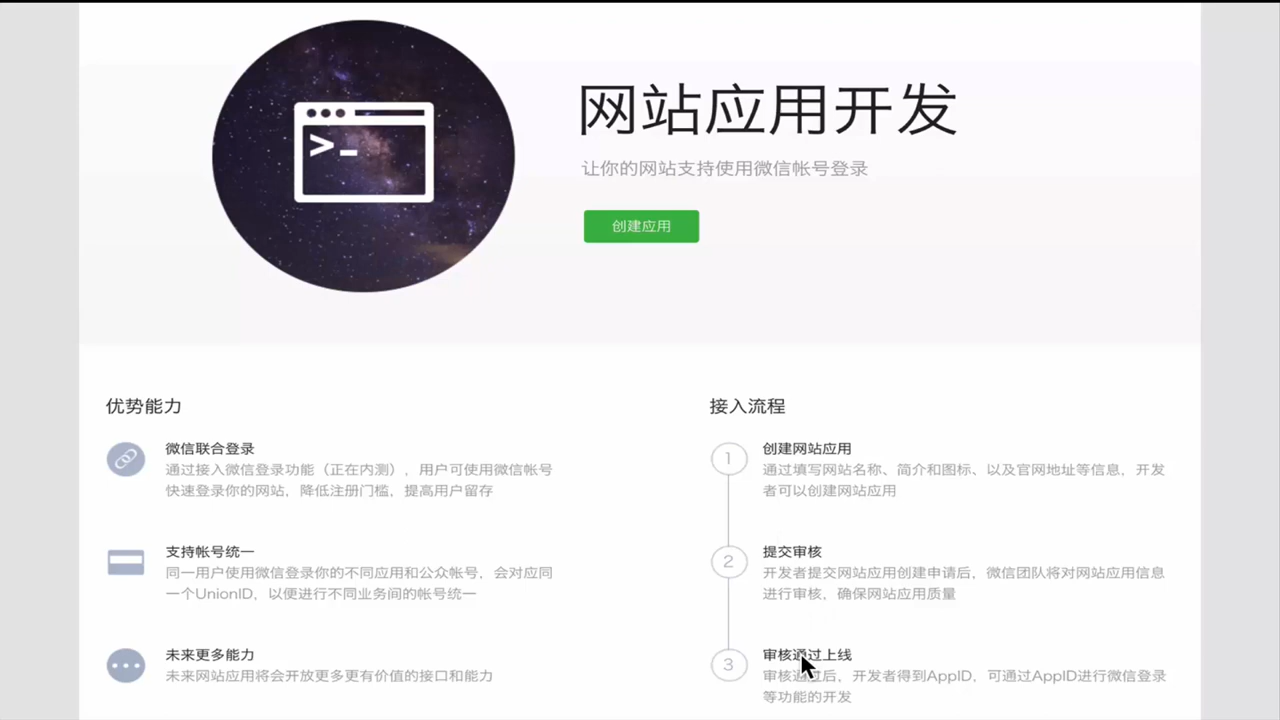 网站应用开发
让你的网站支持使用微信帐号登录
创建应用
优势能力
微信联合登录
通过接入微信登录功能（正在内测），用户可使用微信帐号
快速登录你的网站，降低注册门槛，提高用户留存
支持帐号统一
同一用户使用微信登录你的不同应用和公众帐号，会对应同
一个UnionID，以便进行不同业务间的帐号统一
未来更多能力
未来网站应用将会开放更多更有价值的接口和能力
接入流程
1
创建网站应用
通过填写网站名称、简介和图标、以及官网地址等信息，开发
者可以创建网站应用
2
提交审核
开发者提交网站应用创建申请后，微信团队将对网站应用信息
进行审核，确保网站应用质量
3
审核通过上线
审核通过后，开发者得到AppID，可通过AppID进行微信登录
等功能的开发